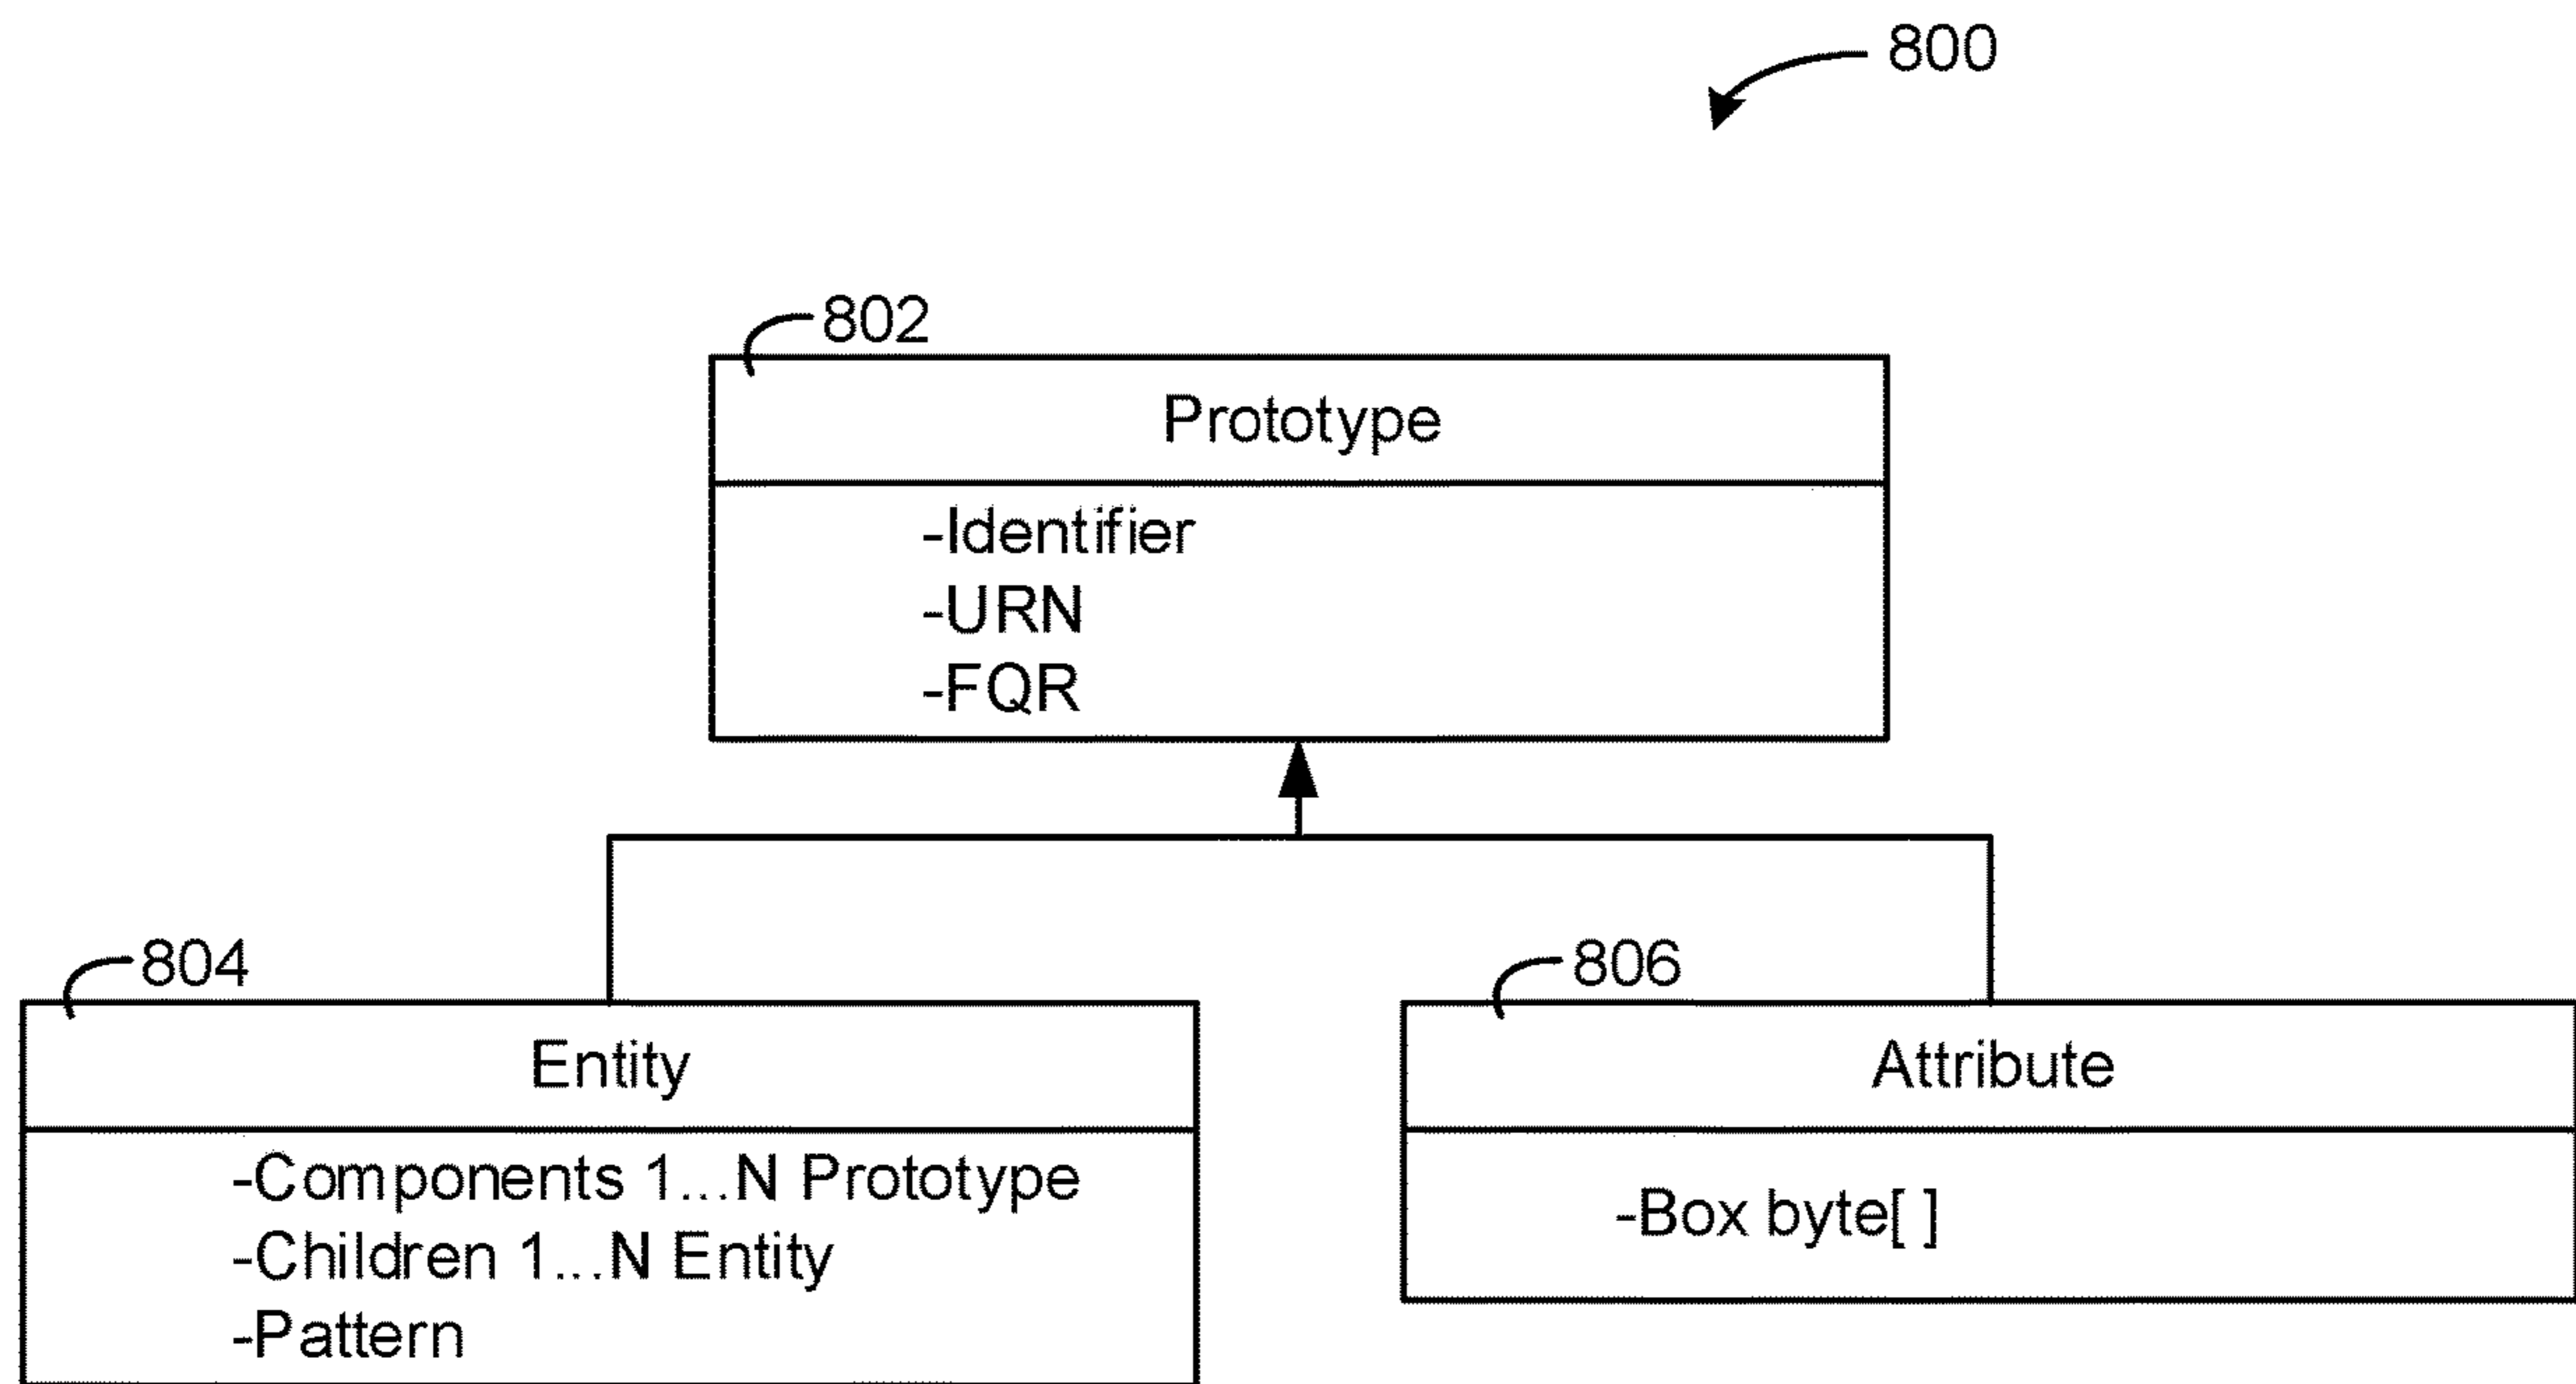 800
802
Prototype
-Identifier
-URN
-FQR
804
Entity
-Components 1...N Prototype
-Children 1...N Entity
-Pattern
806
Attribute
-Box byte[ ]